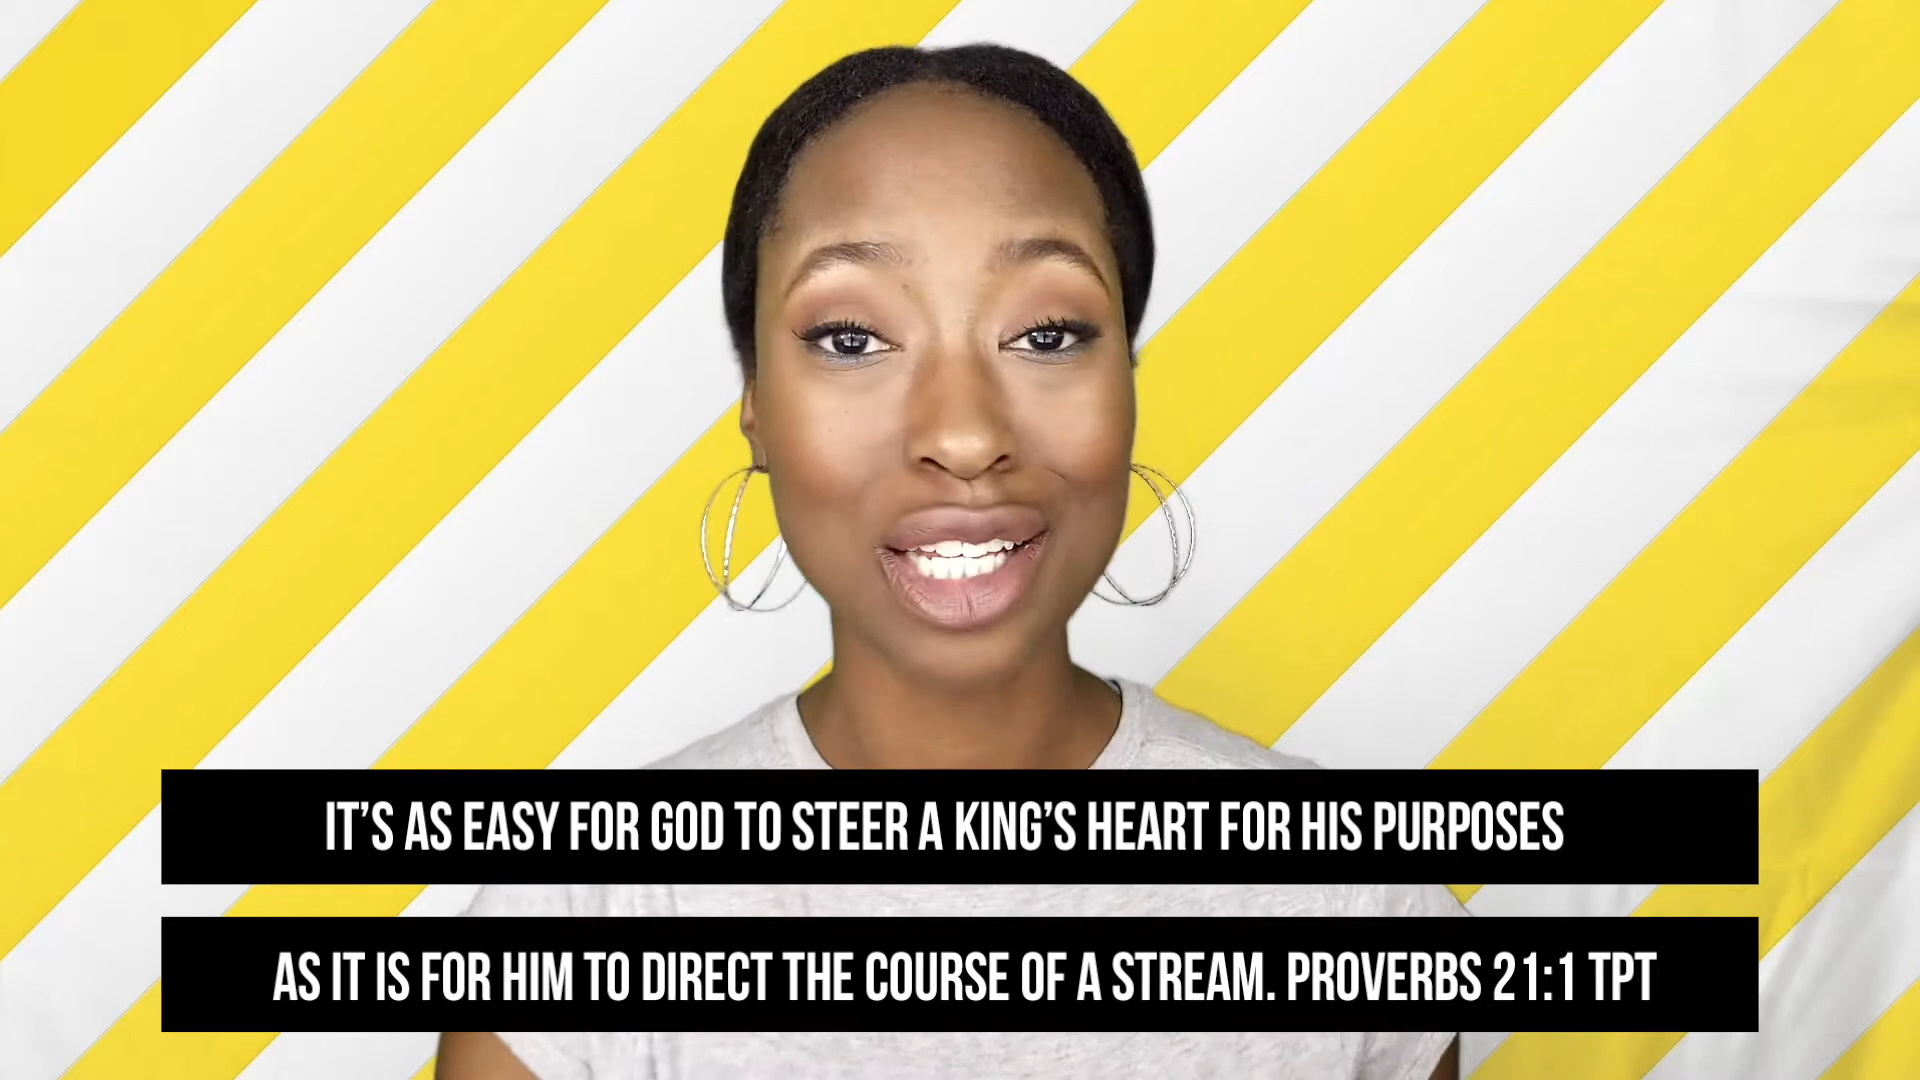 IT'S AS EASY FOR GOD TO STEER A KING'S HEART FOR HIS PURPOSES
AS IT IS FOR HIM TO DIRECT THE COURSE OF A STREAM. PROVERBS 21:1 TPT